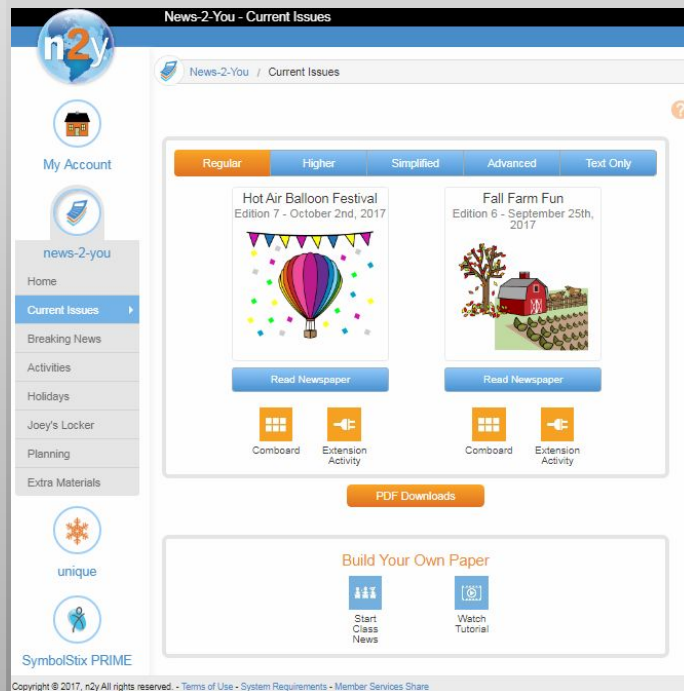 News-2-You - Current Issues
n2y
News-2-You / Current Issues
?
My Account
news-2-you
Home
Current Issues
Breaking News
Activities
Holidays
Joey's Locker
Planning
Extra Materials
unique
SymbolStix PRIME
Regular Higher Simplified Advanced Text Only
Hot Air Balloon Festival
Edition 7 - October 2nd, 2017
Read Newspaper
Comboard
Extension
Activity
Fall Farm Fun
Edition 6 - September 25th,
2017
Read Newspaper
Comboard
Extension
Activity
PDF Downloads
Build Your Own Paper
Start
Class
News
Watch
Tutorial
Copyright © 2017, n2y All rights reserved. - Terms of Use - System Requirements - Member Services Share